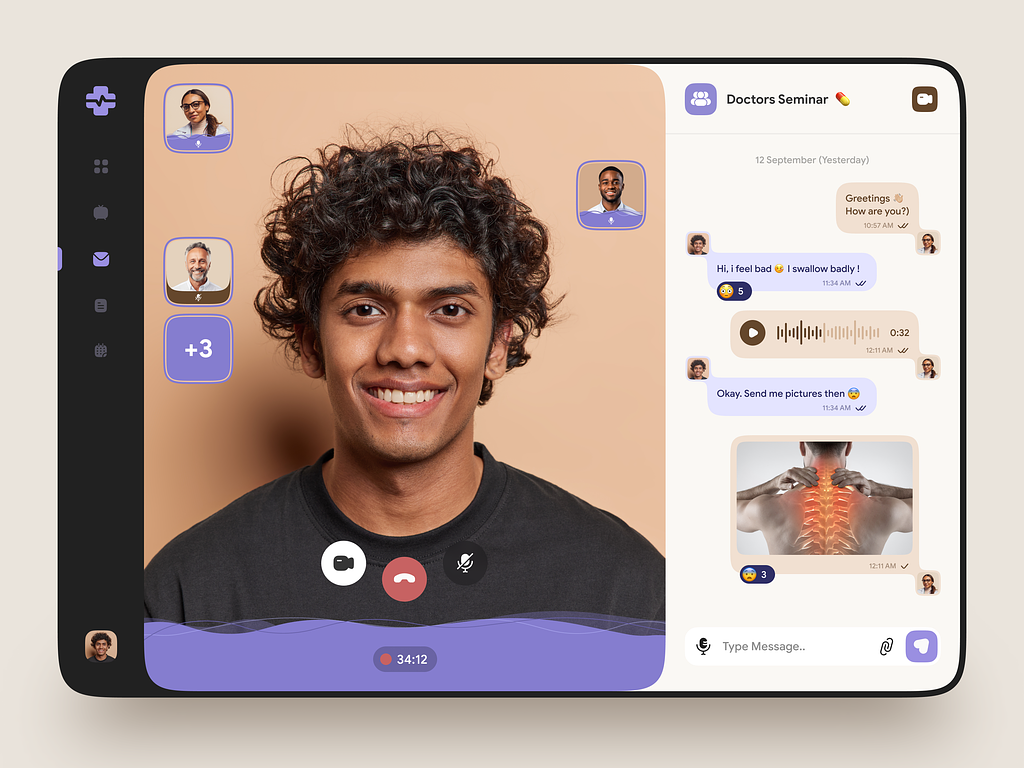 +3
34:12
Doctors Seminar 💊
12 September (Yesterday)
Greetings 👋🏼
How are you?)
10:57 AM
Hi, i feel bad 🥴 I swallow badly !
11:34 AM
😳 5
0:32
12:11 AM
Okay. Send me pictures then 😨
11:34 AM
12:11 AM
😨 3
Type Message..